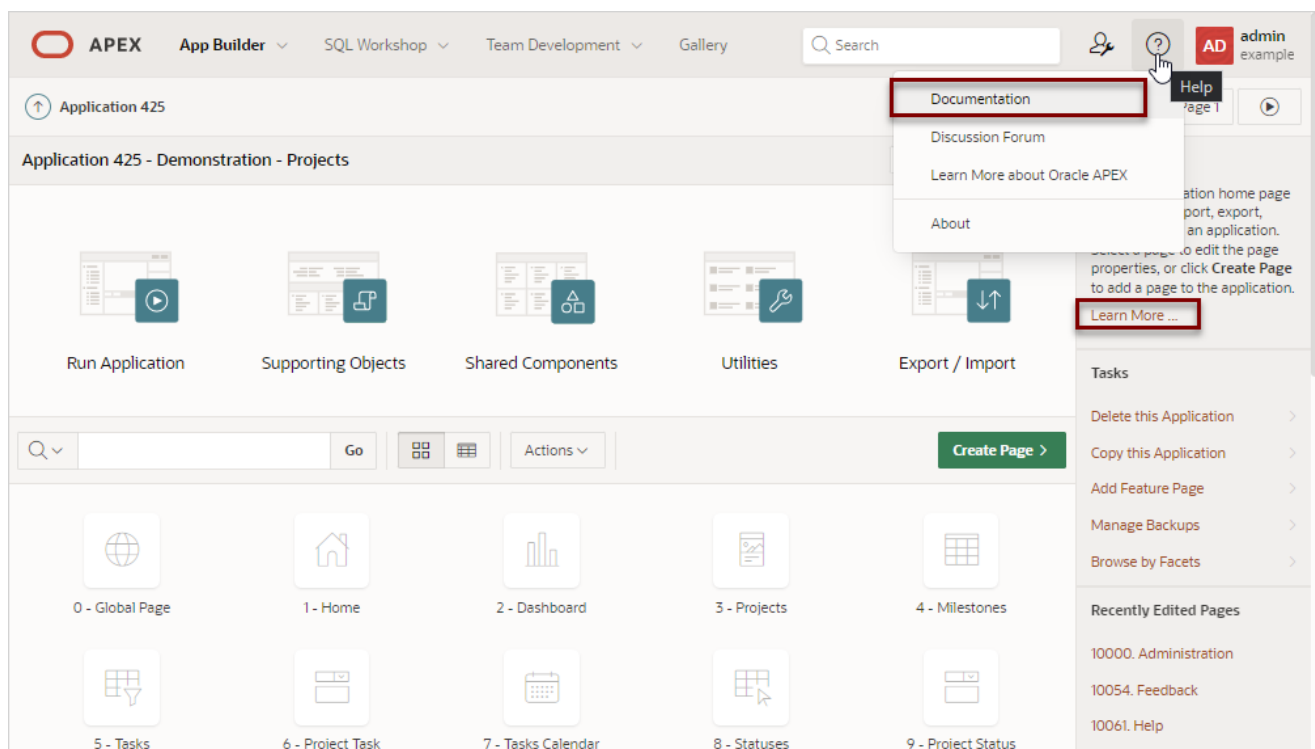 APEX App Builder SQL Workshop Team Development Gallery Search AD admin
example
Help
Documentation
Discussion Forum
Learn More about Oracle APEX
About
Application 425
Page 1
Application 425 - Demonstration - Projects
ation home page
port, export,
an application.
to edit the page
properties, or click Create Page
to add a page to the application.
Learn More ...
Run Application Supporting Objects Shared Components Utilities Export / Import
Tasks
Delete this Application
Copy this Application
Add Feature Page
Manage Backups
Browse by Facets
Go Actions Create Page >
0 - Global Page 1 - Home 2 - Dashboard 3 - Projects 4 - Milestones
Recently Edited Pages
10000. Administration
10054. Feedback
10061. Help
5 - Tasks 6 - Project Task 7 - Tasks Calendar 8 - Statuses 9 - Project Status